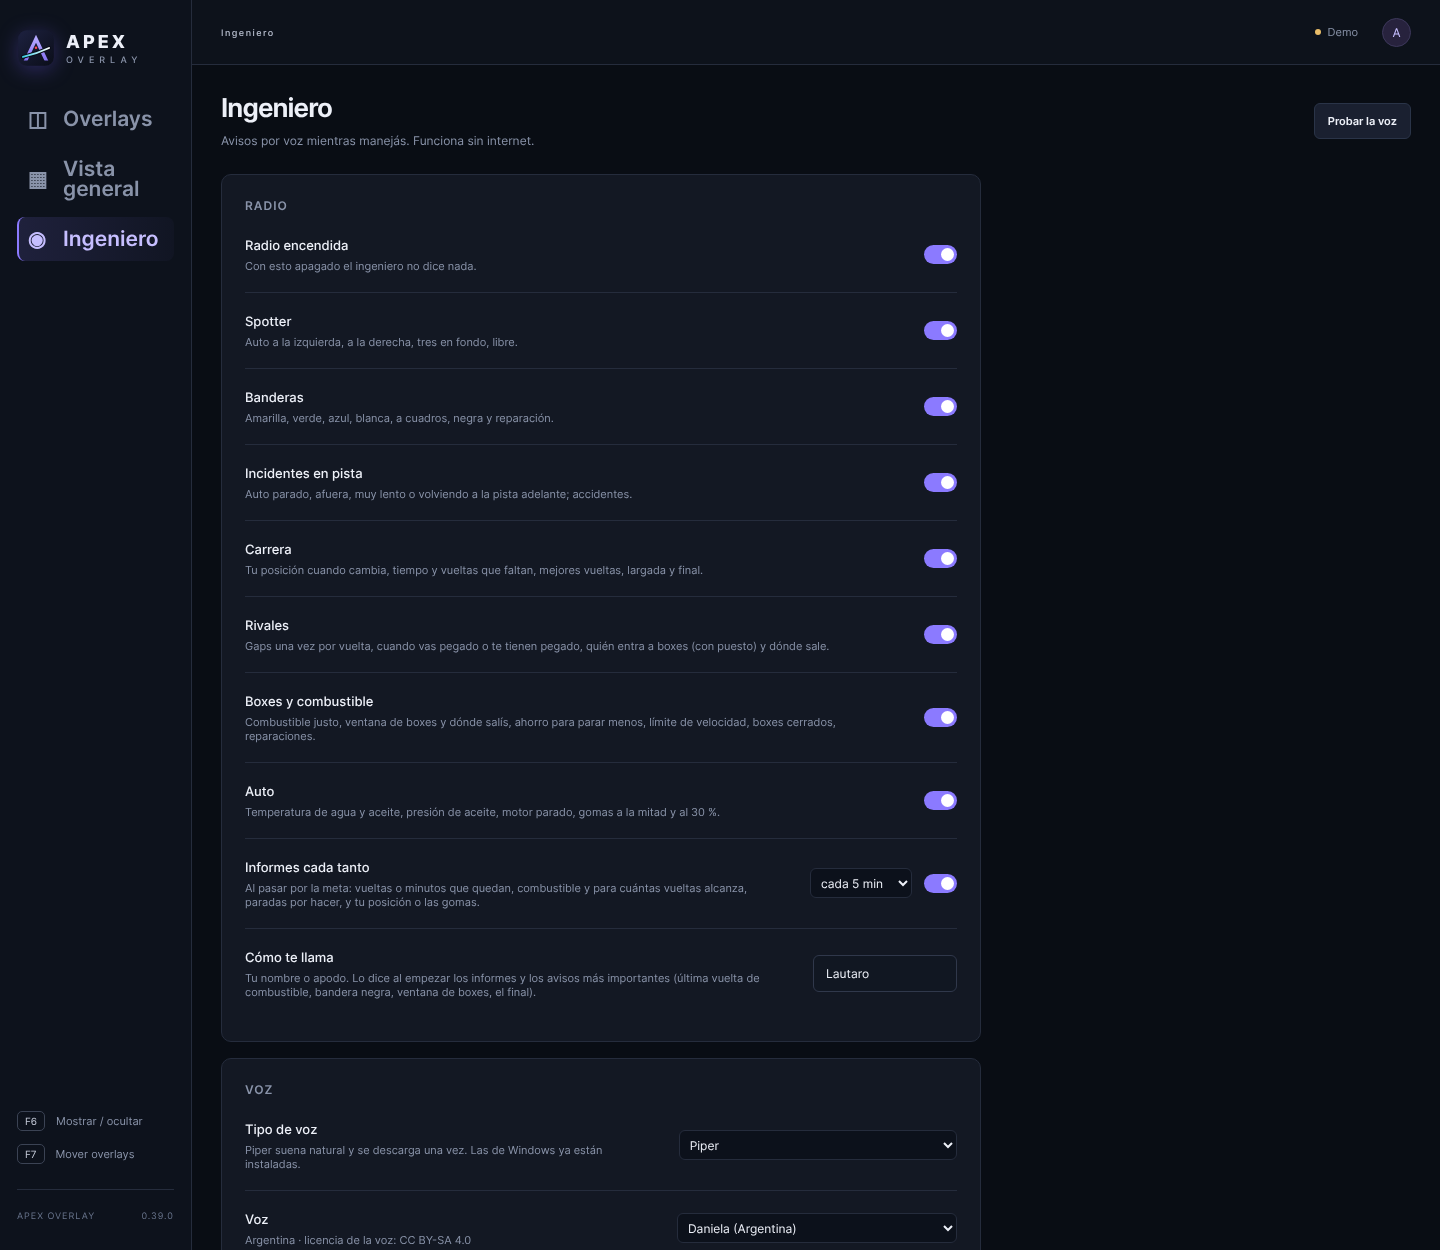 APEX
OVERLAY
Overlays
Vista
general
Ingeniero
Ingeniero
Demo
A
Ingeniero
Avisos por voz mientras manejás. Funciona sin internet.
Probar la voz
RADIO
Radio encendida
Con esto apagado el ingeniero no dice nada.
Spotter
Auto a la izquierda, a la derecha, tres en fondo, libre.
Banderas
Amarilla, verde, azul, blanca, a cuadros, negra y reparación.
Incidentes en pista
Auto parado, afuera, muy lento o volviendo a la pista adelante; accidentes.
Carrera
Tu posición cuando cambia, tiempo y vueltas que faltan, mejores vueltas, largada y final.
Rivales
Gaps una vez por vuelta, cuando vas pegado o te tienen pegado, quién entra a boxes (con puesto) y dónde sale.
Boxes y combustible
Combustible justo, ventana de boxes y dónde salís, ahorro para parar menos, límite de velocidad, boxes cerrados,
reparaciones.
Auto
Temperatura de agua y aceite, presión de aceite, motor parado, gomas a la mitad y al 30 %.
Informes cada tanto
Al pasar por la meta: vueltas o minutos que quedan, combustible y para cuántas vueltas alcanza,
paradas por hacer, y tu posición o las gomas.
cada 5 min
Cómo te llama
Tu nombre o apodo. Lo dice al empezar los informes y los avisos más importantes (última vuelta de
combustible, bandera negra, ventana de boxes, el final).
Lautaro
VOZ
Tipo de voz
Piper suena natural y se descarga una vez. Las de Windows ya están
instaladas.
Piper
Voz
Argentina · licencia de la voz: CC BY-SA 4.0
Daniela (Argentina)
F6 Mostrar / ocultar
F7 Mover overlays
APEX OVERLAY 0.39.0